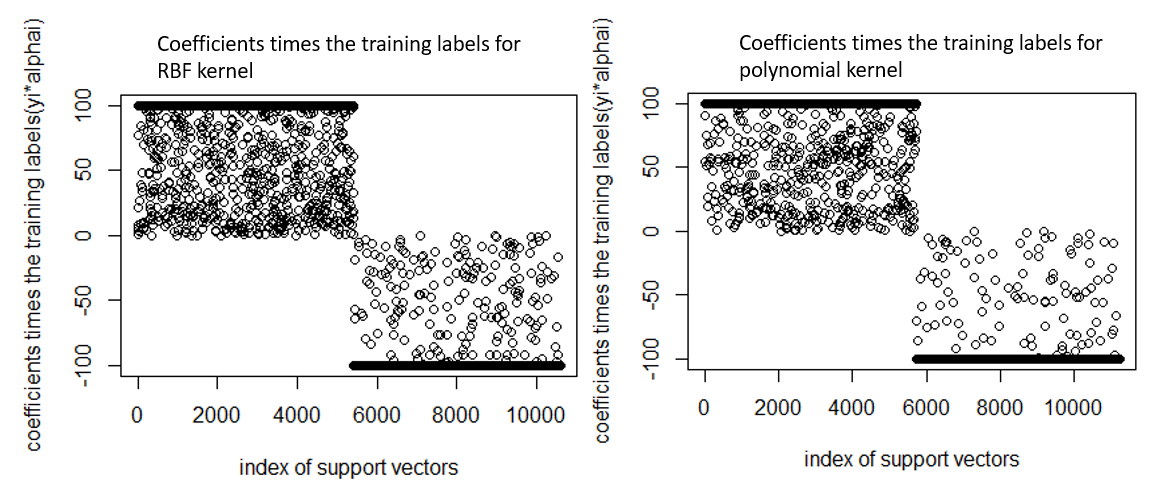 Coefficients times the training labels for
RBF kernel
coefficients times the training labels(yi*alphai)
100
50
0
-50
-100
0 2000 4000 6000 8000 10000
index of support vectors
Coefficients times the training labels for
polynomial kernel
coefficients times the training labels(yi*alphai)
100
50
0
-50
-100
0 2000 4000 6000 8000 10000
index of support vectors